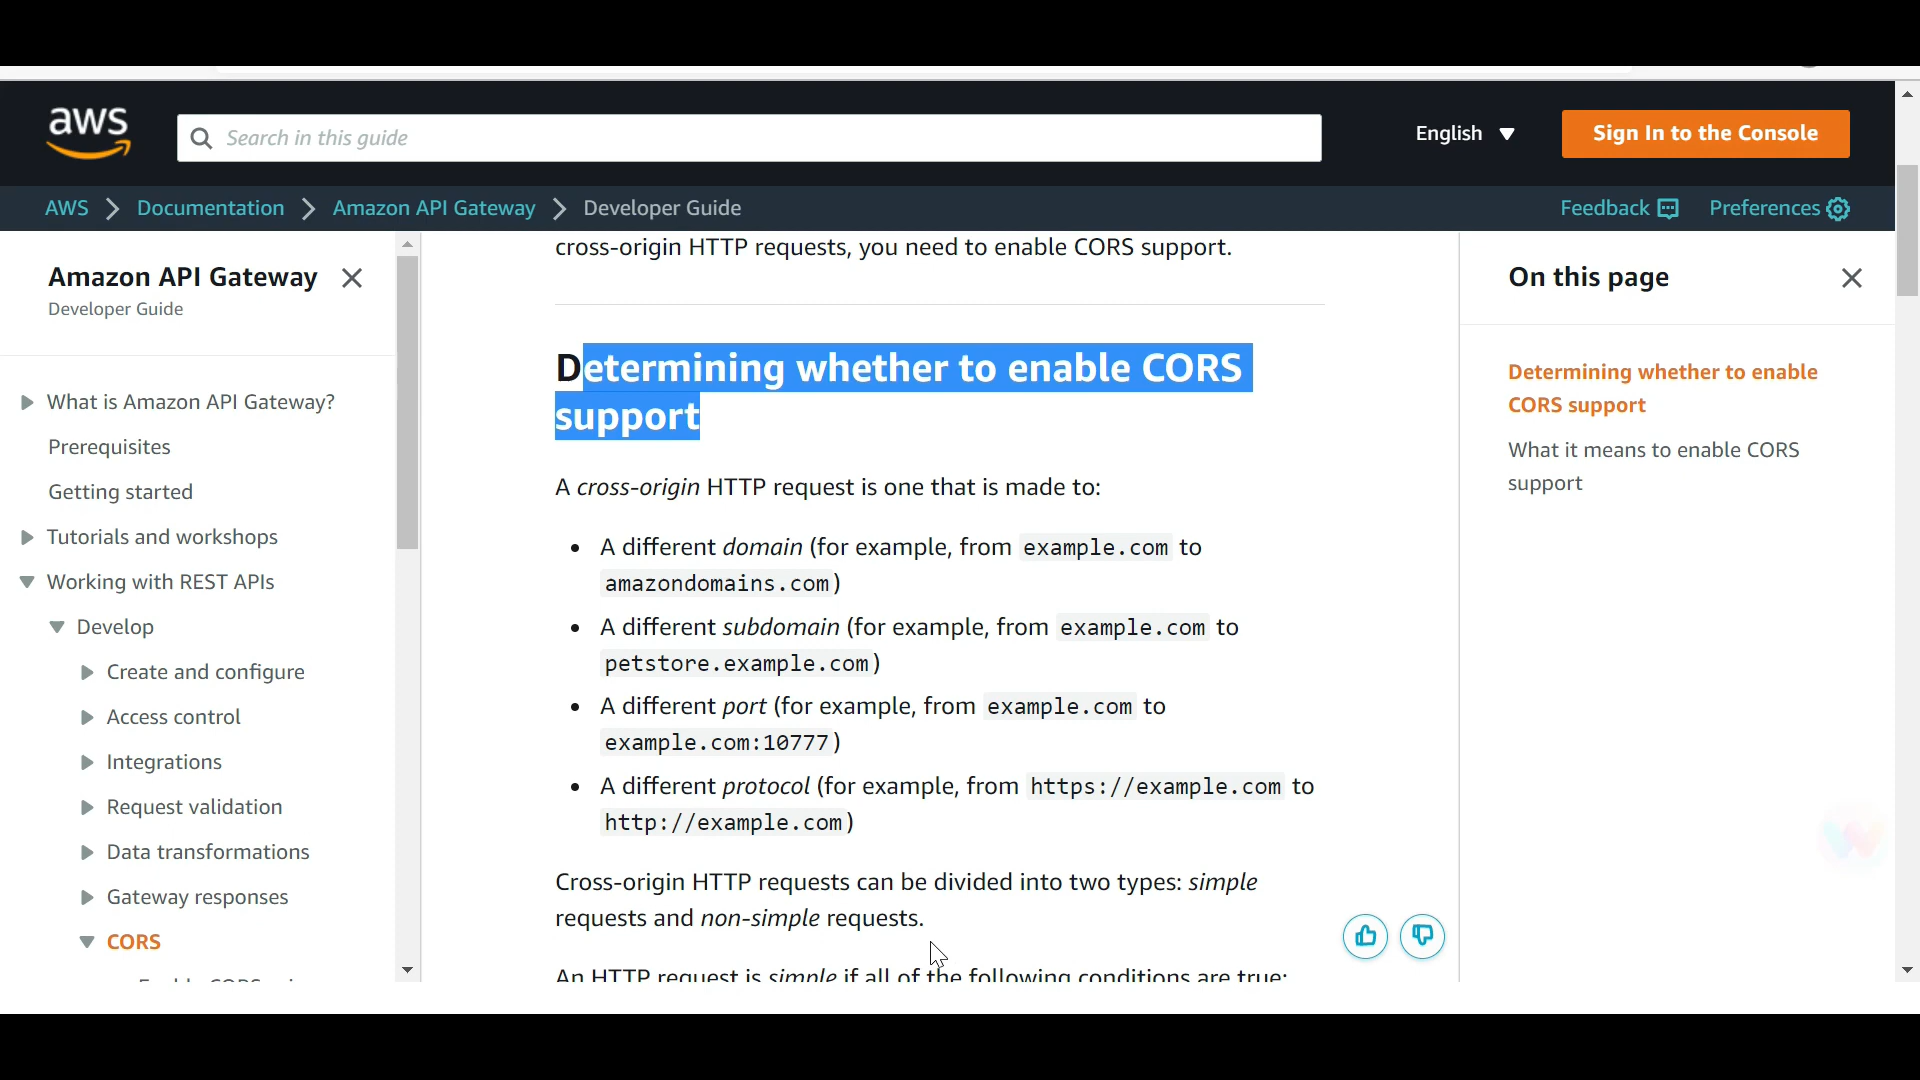 aws
Search in this guide
English
Sign In to the Console
AWS
Documentation
Amazon API Gateway
Developer Guide
Feedback
Preferences
Amazon API Gateway
Developer Guide
What is Amazon API Gateway?
Prerequisites
Getting started
Tutorials and workshops
Working with REST APIs
Develop
Create and configure
Access control
Integrations
Request validation
Data transformations
Gateway responses
CORS
cross-origin HTTP requests, you need to enable CORS support.
Determining whether to enable CORS
support
A cross-origin HTTP request is one that is made to:
• A different domain (for example, from example.com to
amazondomains.com)
• A different subdomain (for example, from example.com to
petstore.example.com)
• A different port (for example, from example.com to
example.com:10777)
• A different protocol (for example, from https://example.com to
http://example.com)
Cross-origin HTTP requests can be divided into two types: simple
requests and non-simple requests.
An HTTP request is simple if all of the following conditions are true:
On this page
Determining whether to enable
CORS support
What it means to enable CORS
support